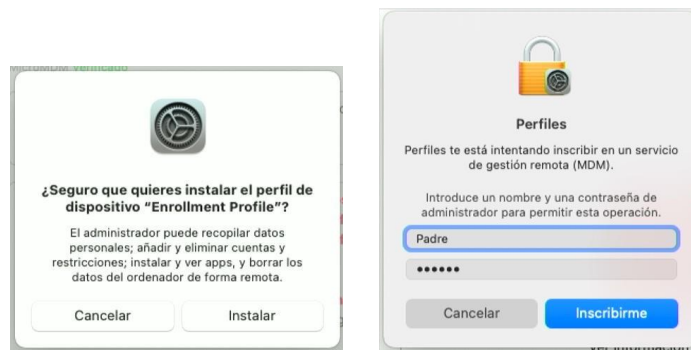 MicroMDM Verificado
¿Seguro que quieres instalar el perfil de
dispositivo “Enrollment Profile”?
El administrador puede recopilar datos
personales; añadir y eliminar cuentas y
restricciones; instalar y ver apps, y borrar los
datos del ordenador de forma remota.
Cancelar
Instalar
Perfiles
Perfiles te está intentando inscribir en un servicio
de gestión remota (MDM).
Introduce un nombre y una contraseña de
administrador para permitir esta operación.
Padre
••••••
Cancelar
Inscribirme